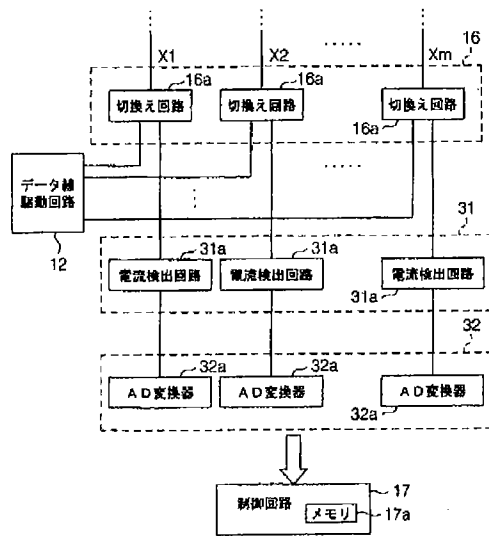 X1
X2
Xm
16
16a
16a
切換え回路
切換え回路
切換え回路
16a
データ線
駆動回路
12
31
31a
31a
電流検出回路
電流検出回路
電流検出回路
31a
32
32a
32a
AD変換器
AD変換器
AD変換器
32a
制御回路
17
メモリ
17a